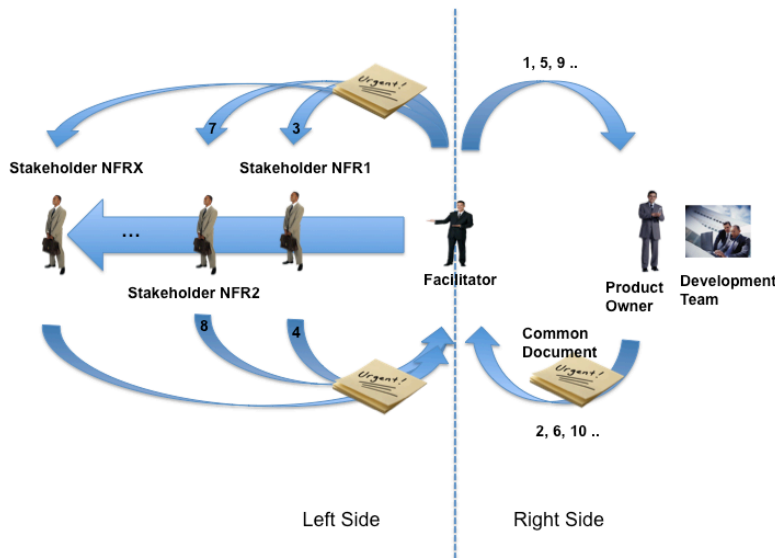 1, 5, 9 ..
Urgent!
7
3
Stakeholder NFRX
Stakeholder NFR1
...
Facilitator
Product
Owner
Development
Team
Stakeholder NFR2
8
4
Common
Document
Urgent!
Urgent!
2, 6, 10 ..
Left Side
Right Side